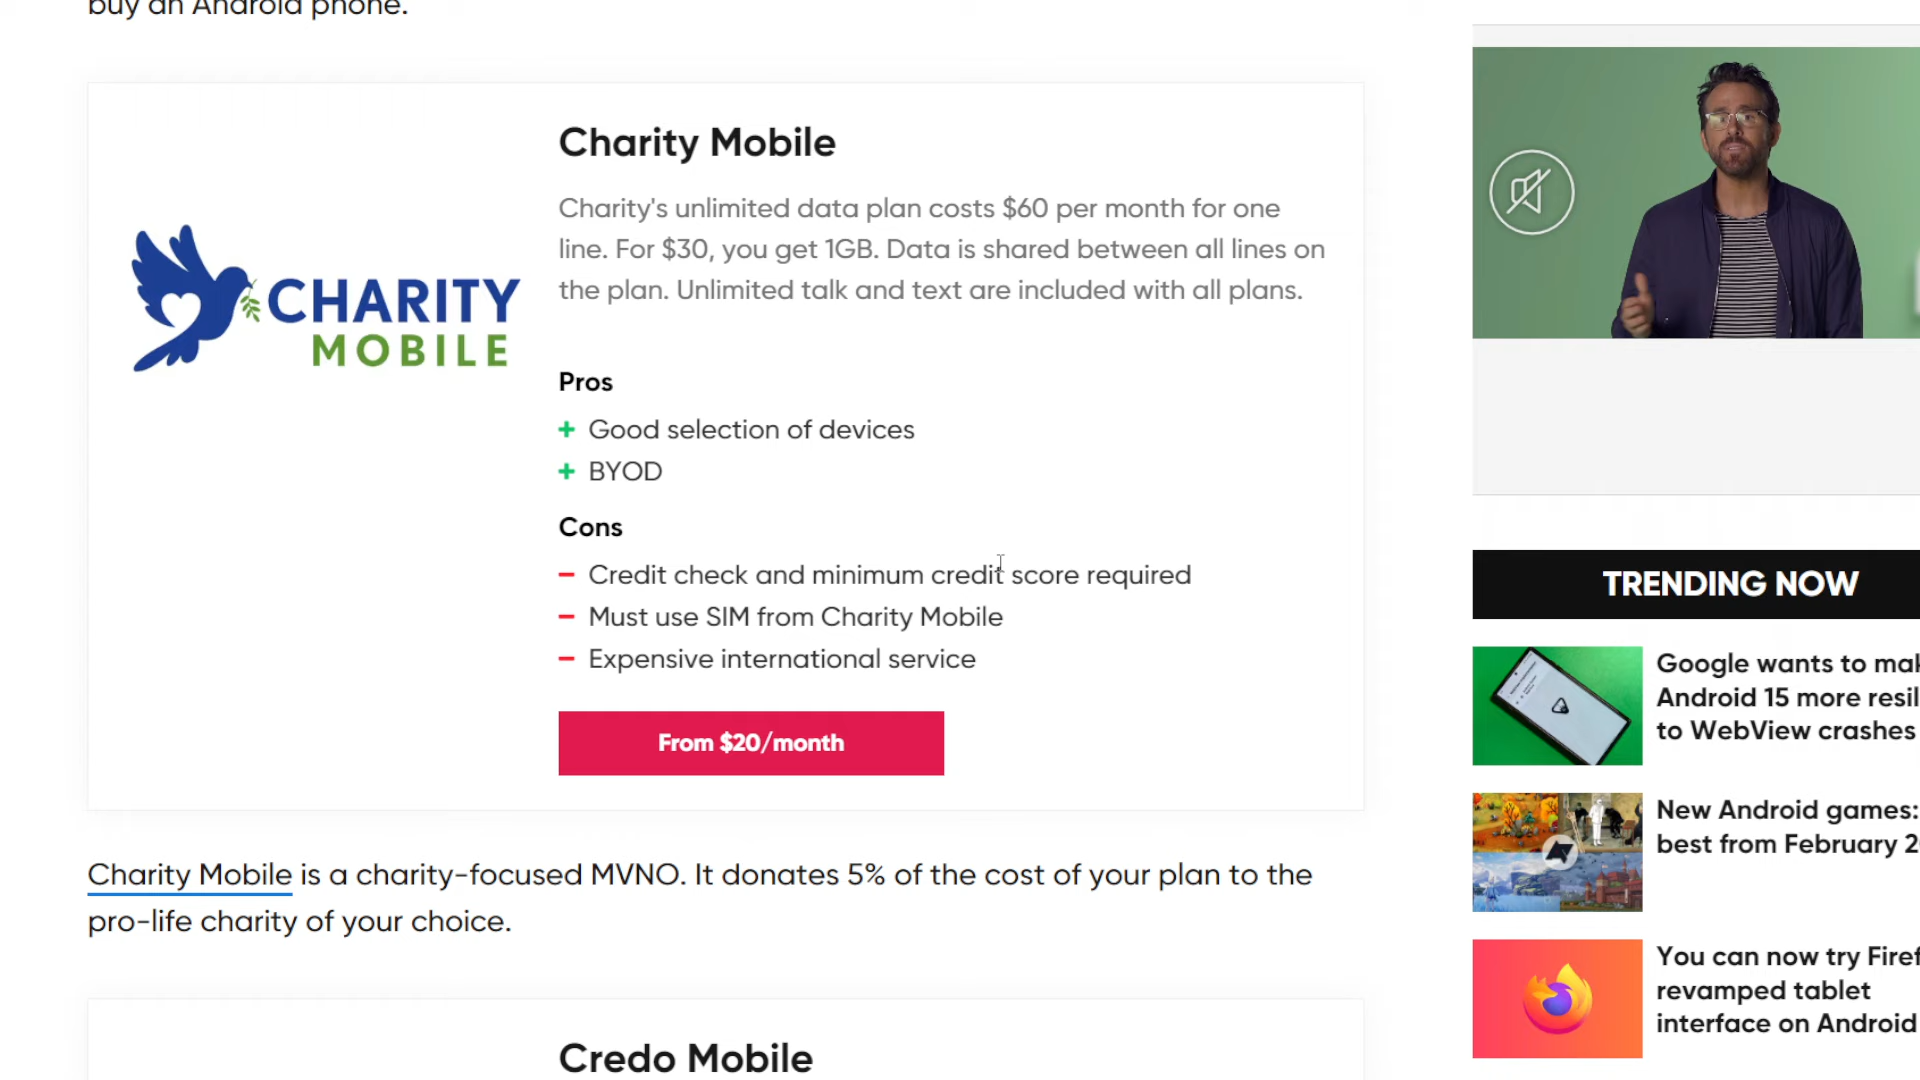 buy an Android phone.
Charity Mobile
Charity's unlimited data plan costs $60 per month for one
line. For $30, you get 1GB. Data is shared between all lines on
the plan. Unlimited talk and text are included with all plans.
CHARITY
MOBILE
Pros
+ Good selection of devices
+ BYOD
Cons
– Credit check and minimum credit score required
– Must use SIM from Charity Mobile
– Expensive international service
From $20/month
Charity Mobile is a charity-focused MVNO. It donates 5% of the cost of your plan to the
pro-life charity of your choice.
Credo Mobile
TRENDING NOW
Google wants to mak
Android 15 more resil
to WebView crashes
New Android games:
best from February 2
You can now try Firef
revamped tablet
interface on Android